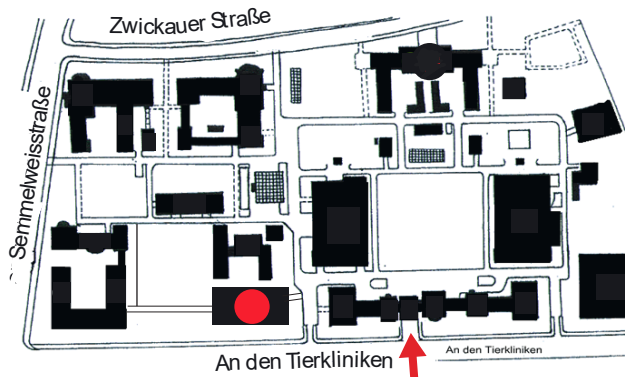 Zwickauer Straße
Semmelweisstraße
An den Tierkliniken
An den Tierkliniken